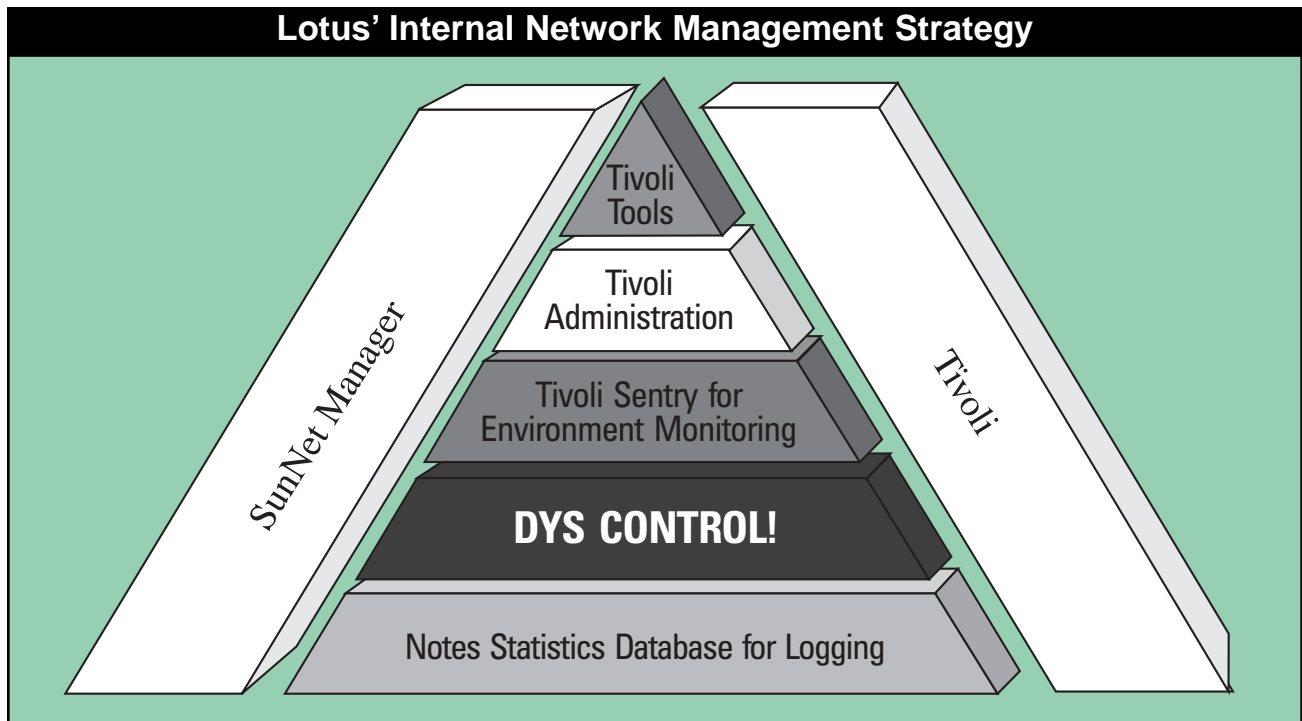 Lotus’ Internal Network Management Strategy
SunNet Manager
Tivoli
Tools
Tivoli
Administration
Tivoli Sentry for
Environment Monitoring
DYS CONTROL!
Notes Statistics Database for Logging
Tivoli